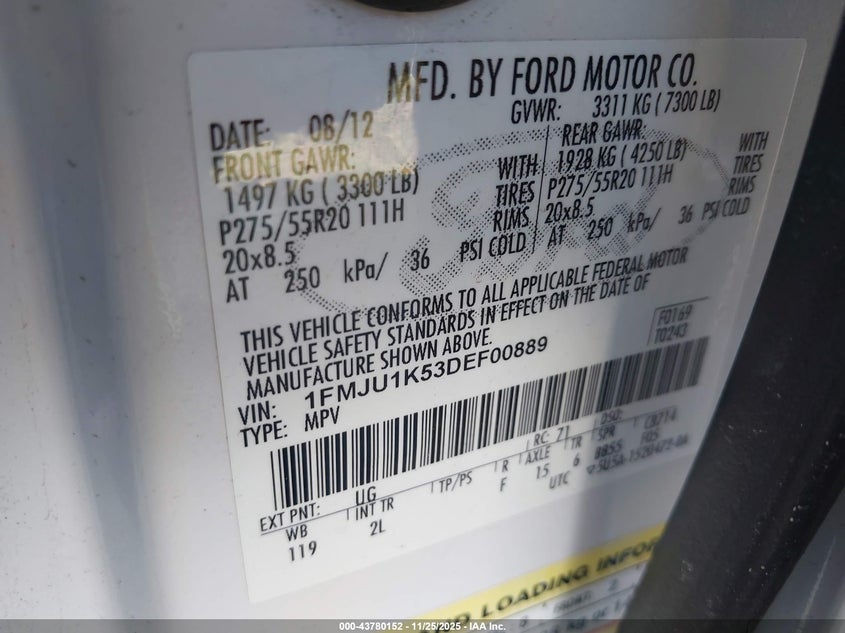 MFD. BY FORD MOTOR CO.
DATE: 08/12
GVWR: 3311 KG ( 7300 LB)
FRONT GAWR:
1497 KG ( 3300 LB)
WITH
P275/55R20 111H
TIRES
20x8.5
RIMS
AT 250 kPa/ 36 PSI COLD
REAR GAWR:
1928 KG ( 4250 LB)
WITH
P275/55R20 111H
TIRES
20x8.5
RIMS
AT 250 kPa/ 36 PSI COLD
THIS VEHICLE CONFORMS TO ALL APPLICABLE FEDERAL MOTOR
VEHICLE SAFETY STANDARDS IN EFFECT ON THE DATE OF
MANUFACTURE SHOWN ABOVE.
F0169
T0243
VIN: 1FMJU1K53DEF00889
TYPE: MPV
RC: 71
DSO:
EXT PNT: UG
WB
INT TR
TP/PS
R
AXLE
TR
SPR
119
2L
F
15
6
8855
UTC
LOADING INFOR
000-43780152 — 11/25/2025 — IAA Inc.